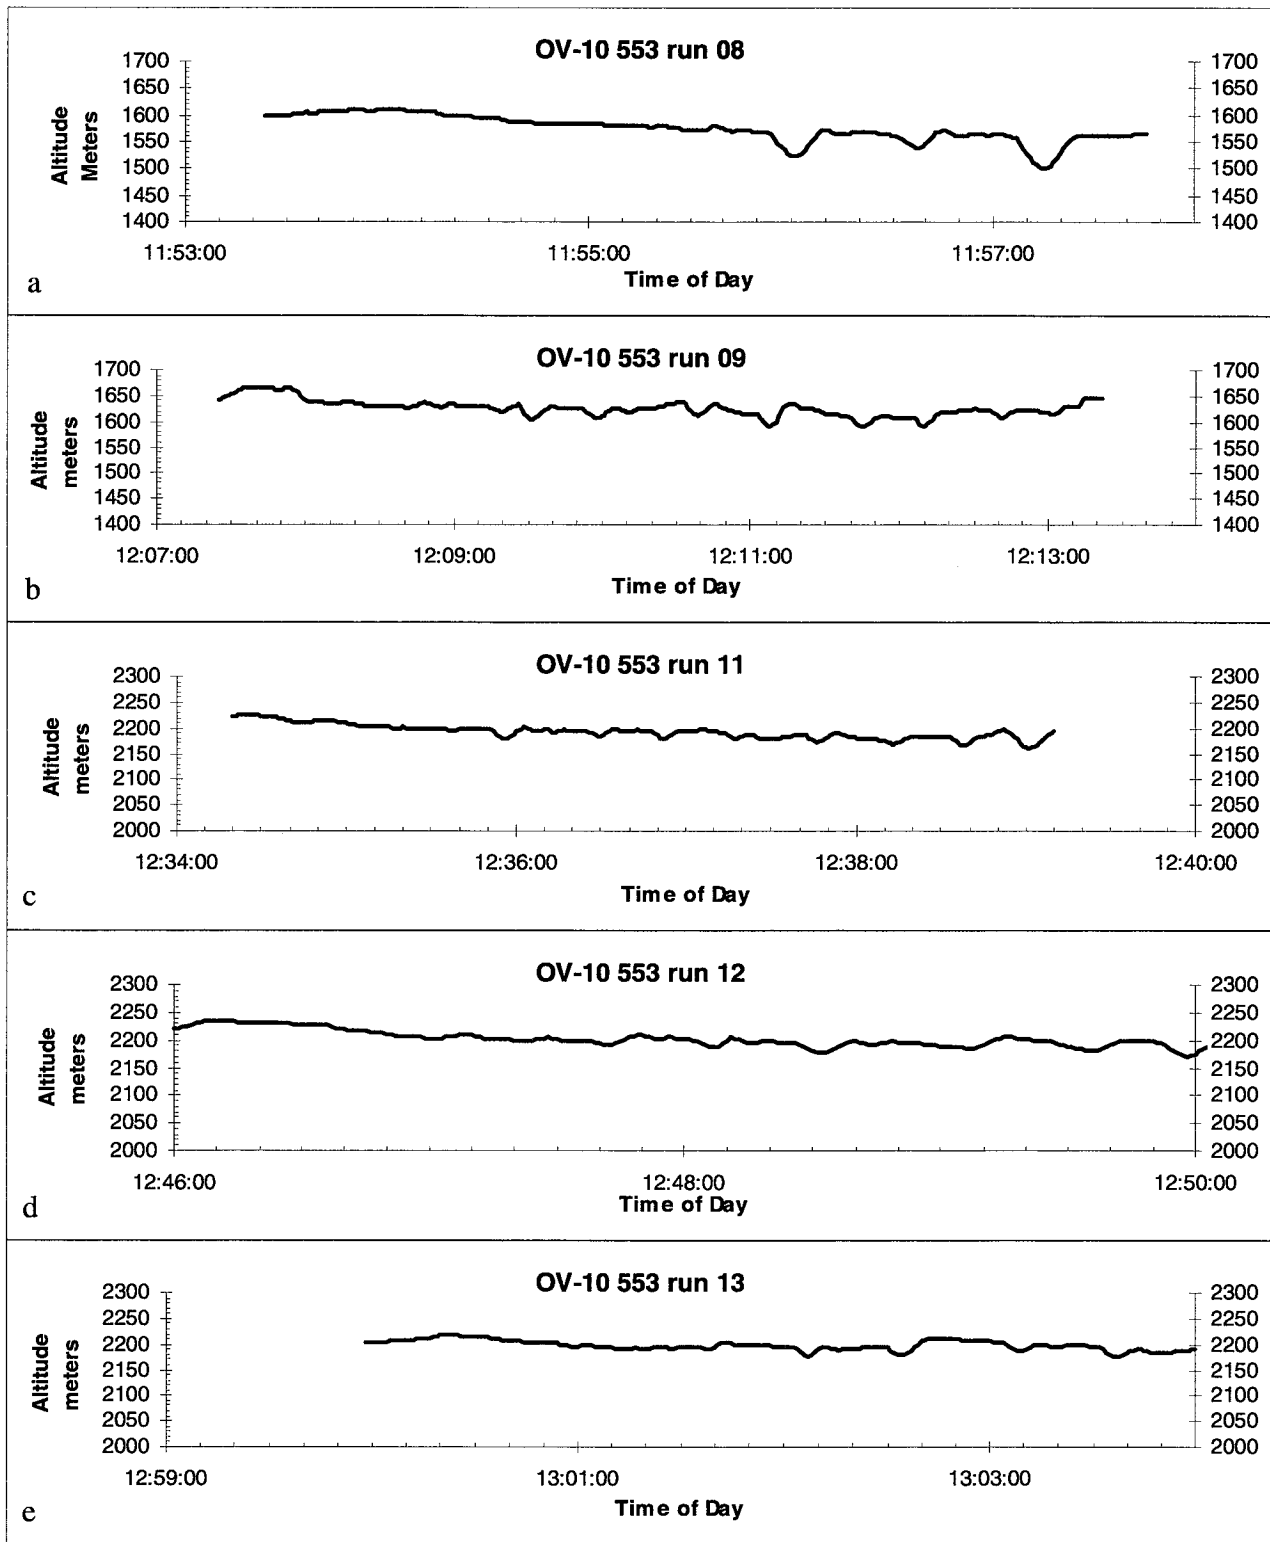 OV-10 553 run 08
1700 1700
1650 1650
1600 1600
1550 1550
1500 1500
1450 1450
1400 1400
Altitude
Meters
11:53:00 11:55:00 11:57:00
Time of Day
a
OV-10 553 run 09
1700 1700
1650 1650
1600 1600
1550 1550
1500 1500
1450 1450
1400 1400
Altitude
meters
12:07:00 12:09:00 12:11:00 12:13:00
Time of Day
b
OV-10 553 run 11
2300 2300
2250 2250
2200 2200
2150 2150
2100 2100
2050 2050
2000 2000
Altitude
meters
12:34:00 12:36:00 12:38:00 12:40:00
Time of Day
c
OV-10 553 run 12
2300 2300
2250 2250
2200 2200
2150 2150
2100 2100
2050 2050
2000 2000
Altitude
meters
12:46:00 12:48:00 12:50:00
Time of Day
d
OV-10 553 run 13
2300 2300
2250 2250
2200 2200
2150 2150
2100 2100
2050 2050
2000 2000
Altitude
meters
12:59:00 13:01:00 13:03:00
Time of Day
e